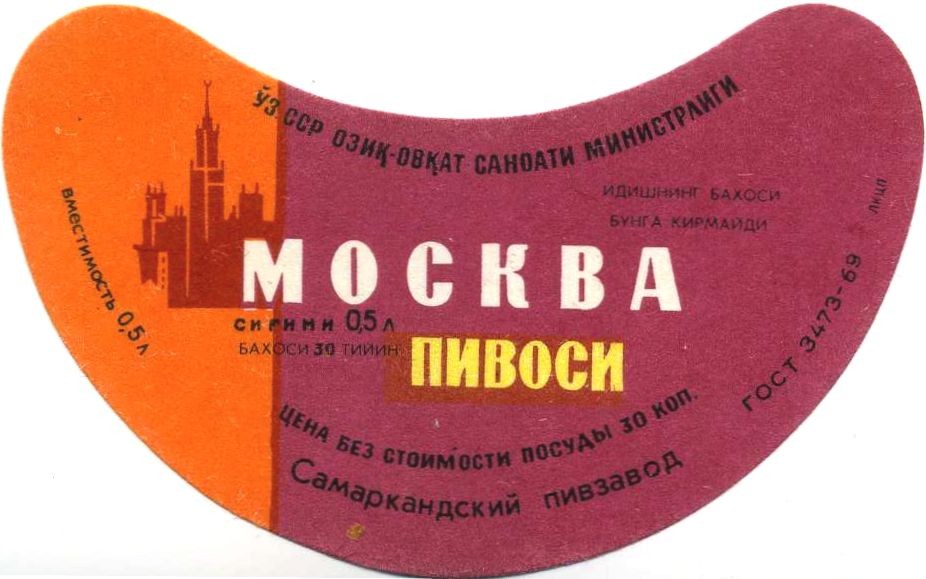 ЎЗ ССР ОЗИҚ-ОВҚАТ САНОАТИ МИНИСТРЛИГИ
ИДИШНИНГ БАХОСИ
БУНГА КИРМАЙДИ
ЛИЦП
вместимость 0,5 л
МОСКВА
СИҒИМИ 0,5 л
БАХОСИ 30 ТИЙИН
ПИВОСИ
ГОСТ 3473-69
ЦЕНА БЕЗ СТОИМОСТИ ПОСУДЫ 30 КОП.
Самаркандский пивзавод